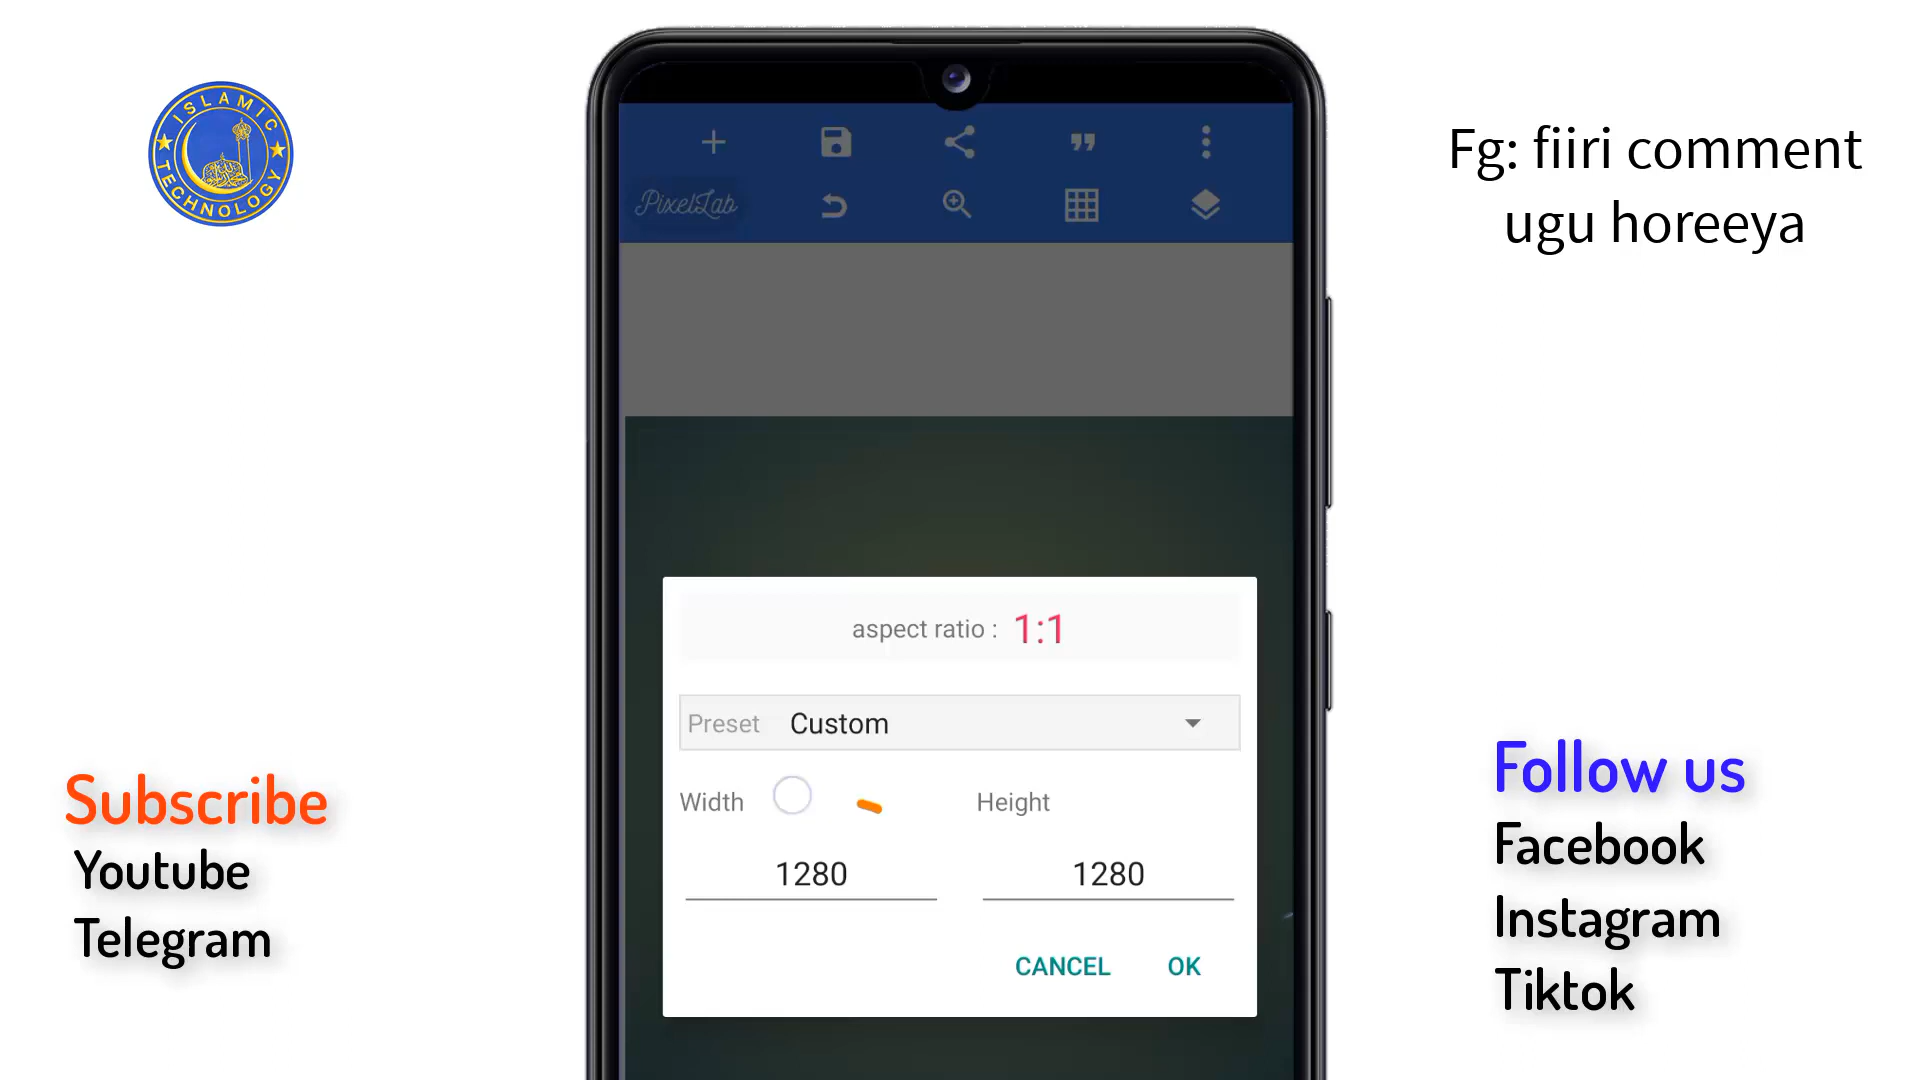 ISLAMIC
TECHNOLOGY
Fg: fiiri comment
ugu horeeya
PixelLab
aspect ratio : 1:1
Preset Custom
Width Height
1280 1280
CANCEL OK
Subscribe
Youtube
Telegram
Follow us
Facebook
Instagram
Tiktok